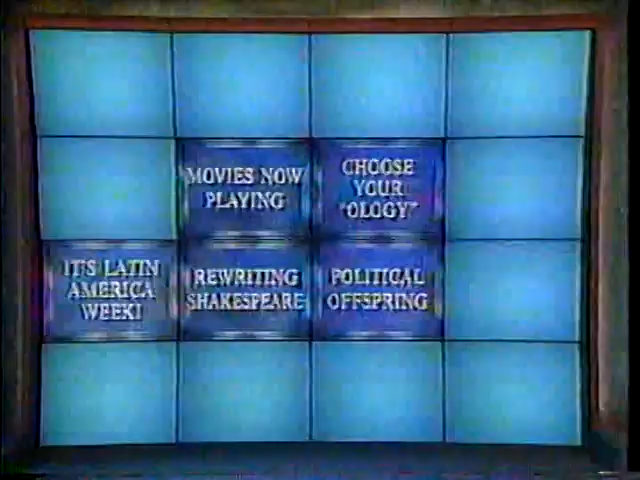 MOVIES NOW
PLAYING
CHOOSE
YOUR
"OLOGY"
IT'S LATIN
AMERICA
WEEK!
REWRITING
SHAKESPEARE
POLITICAL
OFFSPRING